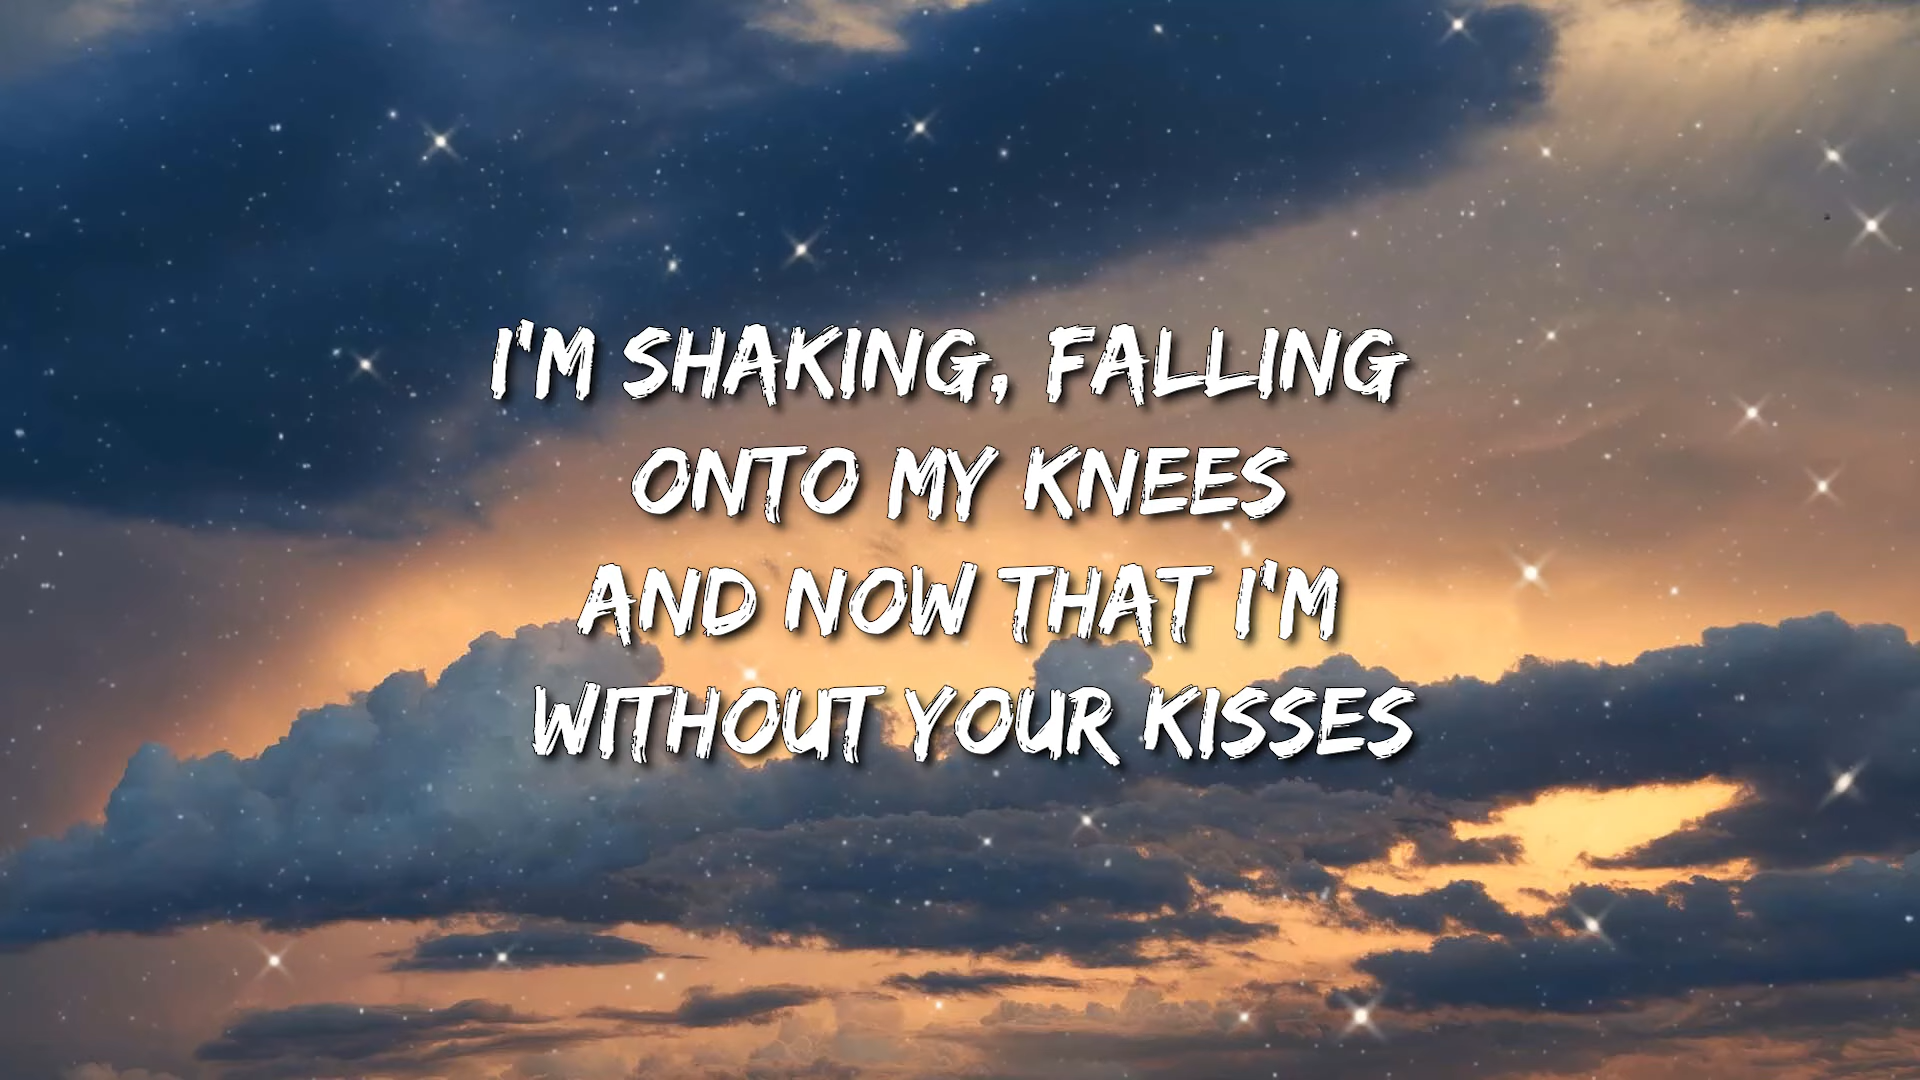 I'M SHAKING, FALLING
ONTO MY KNEES
AND NOW THAT I'M
WITHOUT YOUR KISSES